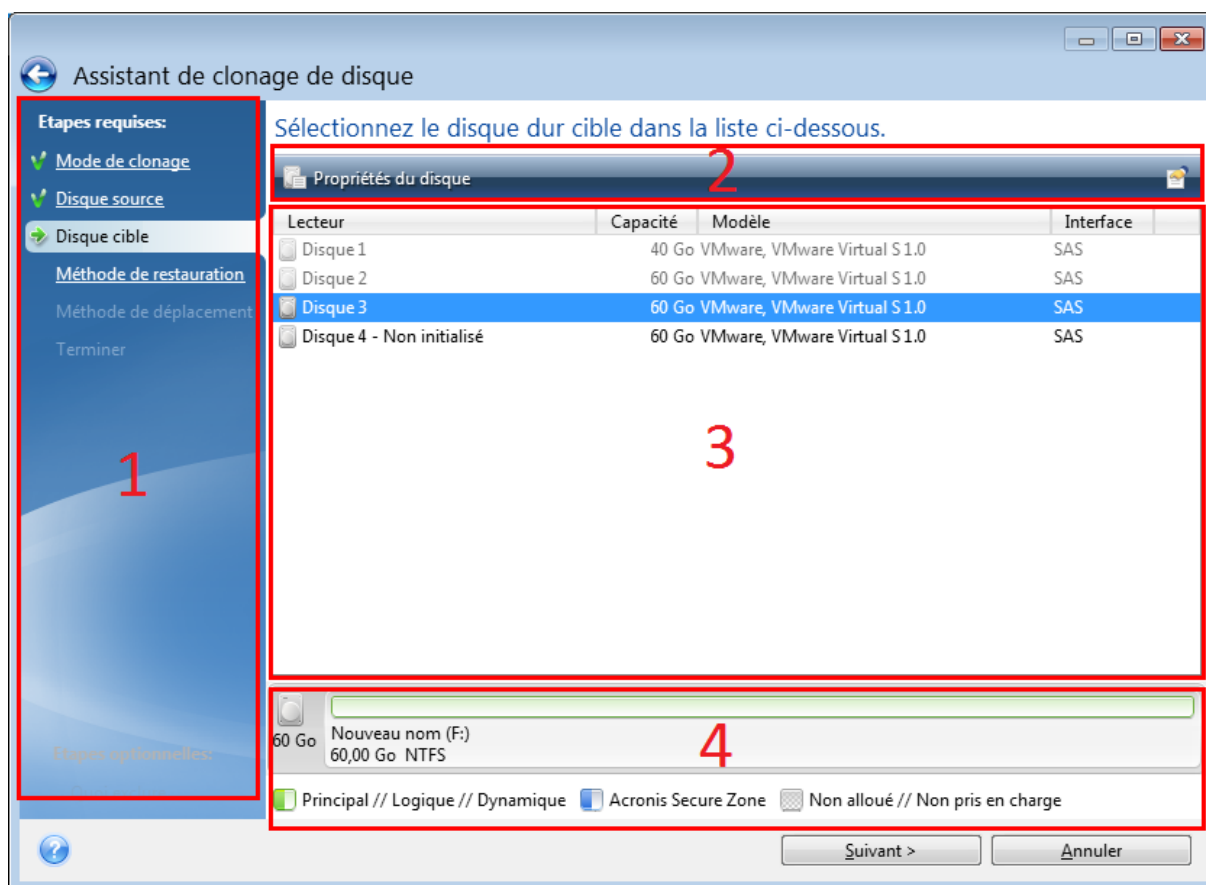 Assistant de clonage de disque
Etapes requises:
Mode de clonage
Disque source
Disque cible
Méthode de restauration
Méthode de déplacement
Terminer
1
Etapes optionnelles:
Sélectionnez le disque dur cible dans la liste ci-dessous.
2
Propriétés du disque
Lecteur Capacité Modèle Interface
Disque 1 40 Go VMware, VMware Virtual S 1.0 SAS
Disque 2 60 Go VMware, VMware Virtual S 1.0 SAS
Disque 3 60 Go VMware, VMware Virtual S 1.0 SAS
Disque 4 - Non initialisé 60 Go VMware, VMware Virtual S 1.0 SAS
3
60 Go
Nouveau nom (F:)
60,00 Go NTFS
4
Principal // Logique // Dynamique Acronis Secure Zone Non alloué // Non pris en charge
Suivant > Annuler